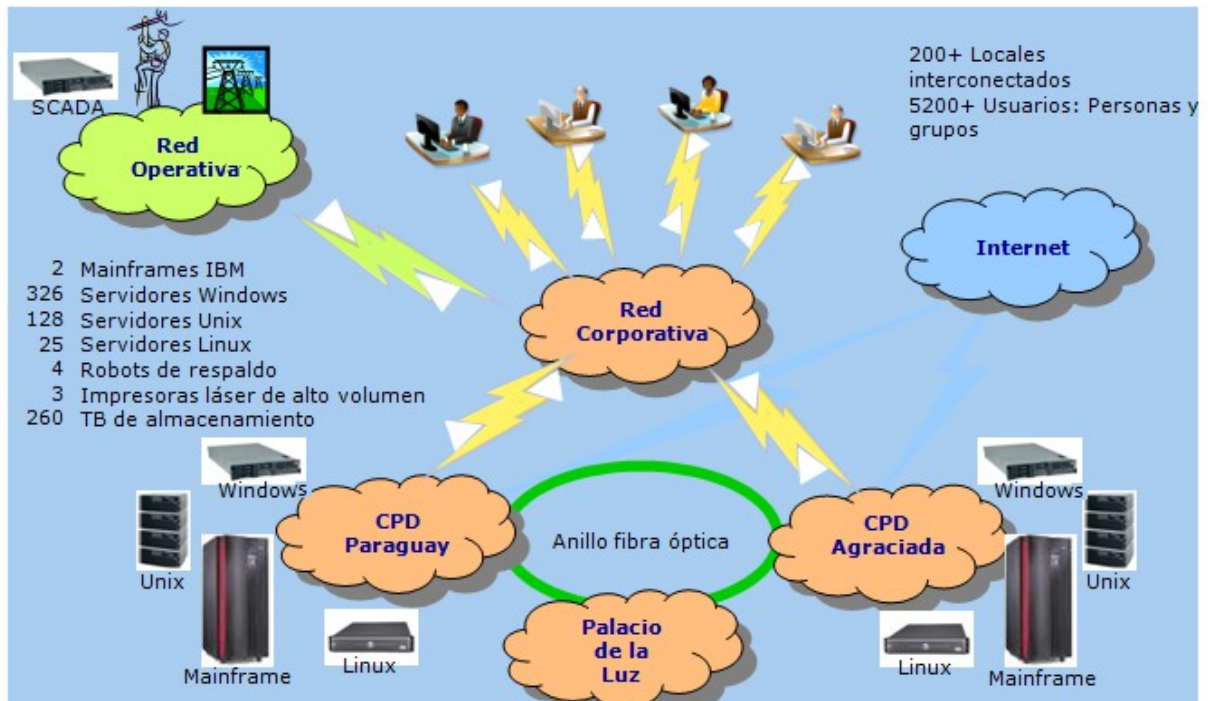 200+ Locales
interconectados
5200+ Usuarios: Personas y
grupos
SCADA
Red
Operativa
Internet
2 Mainframes IBM
326 Servidores Windows
128 Servidores Unix
25 Servidores Linux
4 Robots de respaldo
3 Impresoras láser de alto volumen
260 TB de almacenamiento
Red
Corporativa
Windows
Unix
Mainframe
Linux
CPD
Paraguay
Anillo fibra óptica
CPD
Agraciada
Windows
Unix
Linux
Mainframe
Palacio
de la
Luz